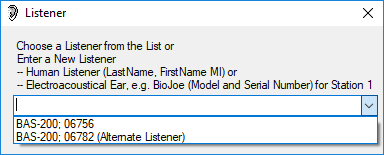 Listener
Choose a Listener from the List or
Enter a New Listener
-- Human Listener (LastName, FirstName MI) or
-- Electroacoustical Ear, e.g. BioJoe (Model and Serial Number) for Station 1
BAS-200; 06756
BAS-200; 06782 (Alternate Listener)